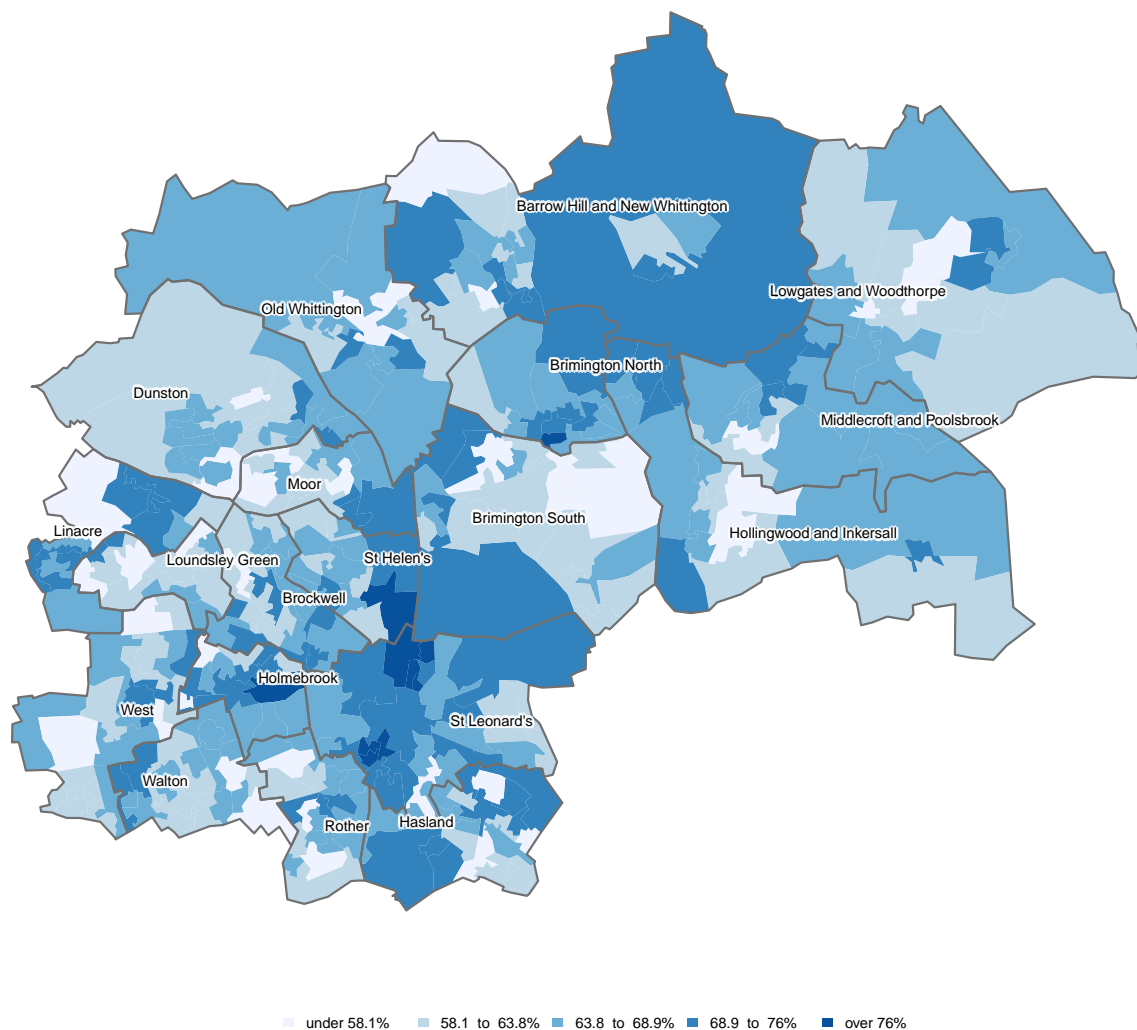 Barrow Hill and New Whittington
Lowgates and Woodthorpe
Old Whittington
Brimington North
Dunston
Middlecroft and Poolsbrook
Moor
Brimington South
Linacre
Hollingwood and Inkersall
Loundsley Green
St Helen's
Brockwell
Holmebrook
West
St Leonard's
Walton
Rother
Hasland
under 58.1%
58.1 to 63.8%
63.8 to 68.9%
68.9 to 76%
over 76%